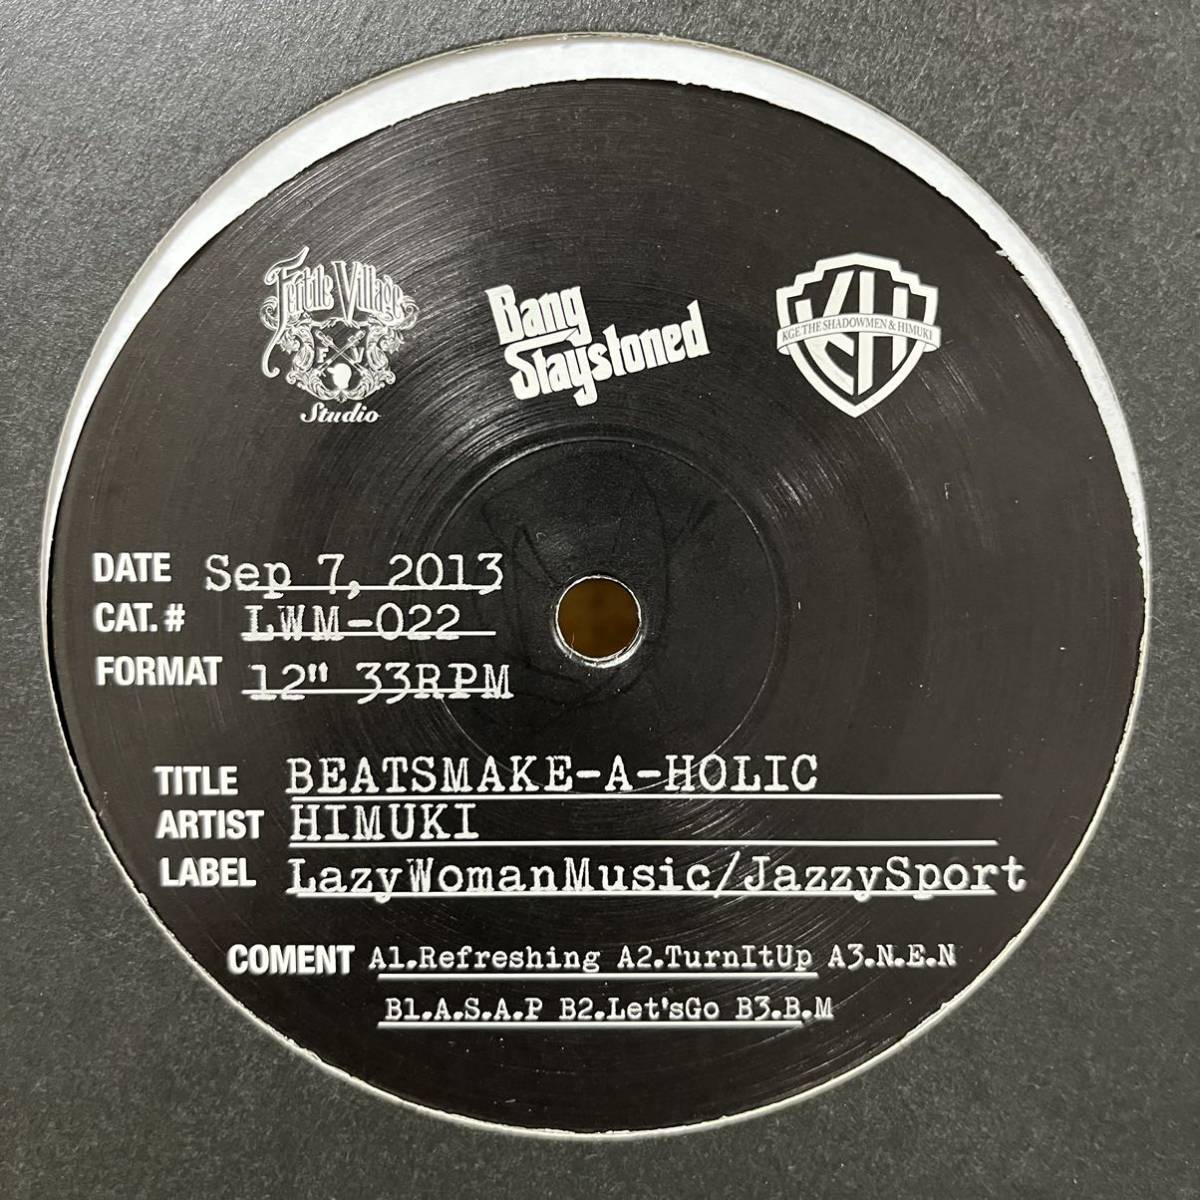 Fertile Village
F V
Studio
Bang
Staystoned
KH
KGE THE SHADOWMEN & HIMUKI
DATE Sep 7, 2013
CAT. # LWM-022
FORMAT 12" 33RPM
TITLE BEATSMAKE-A-HOLIC
ARTIST HIMUKI
LABEL LazyWomanMusic/JazzySport
COMENT A1.Refreshing A2.TurnItUp A3.N.E.N
B1.A.S.A.P B2.Let'sGo B3.B.M